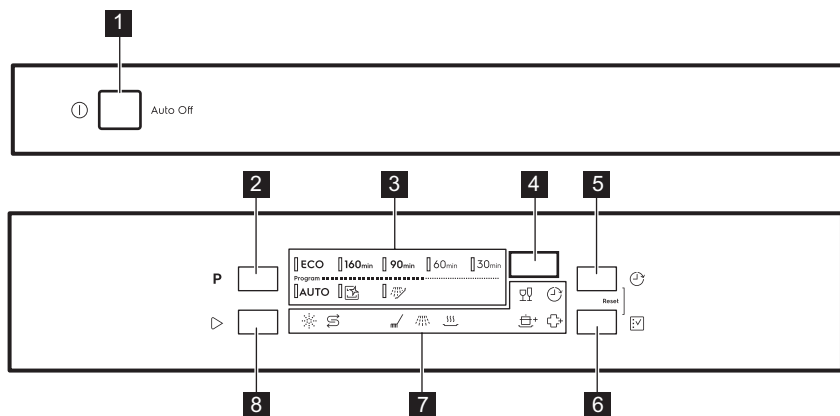 1
Auto Off
2 3 4 5
ECO 160min 90min 60min 30min
P
Program
AUTO
Reset
8 7 6